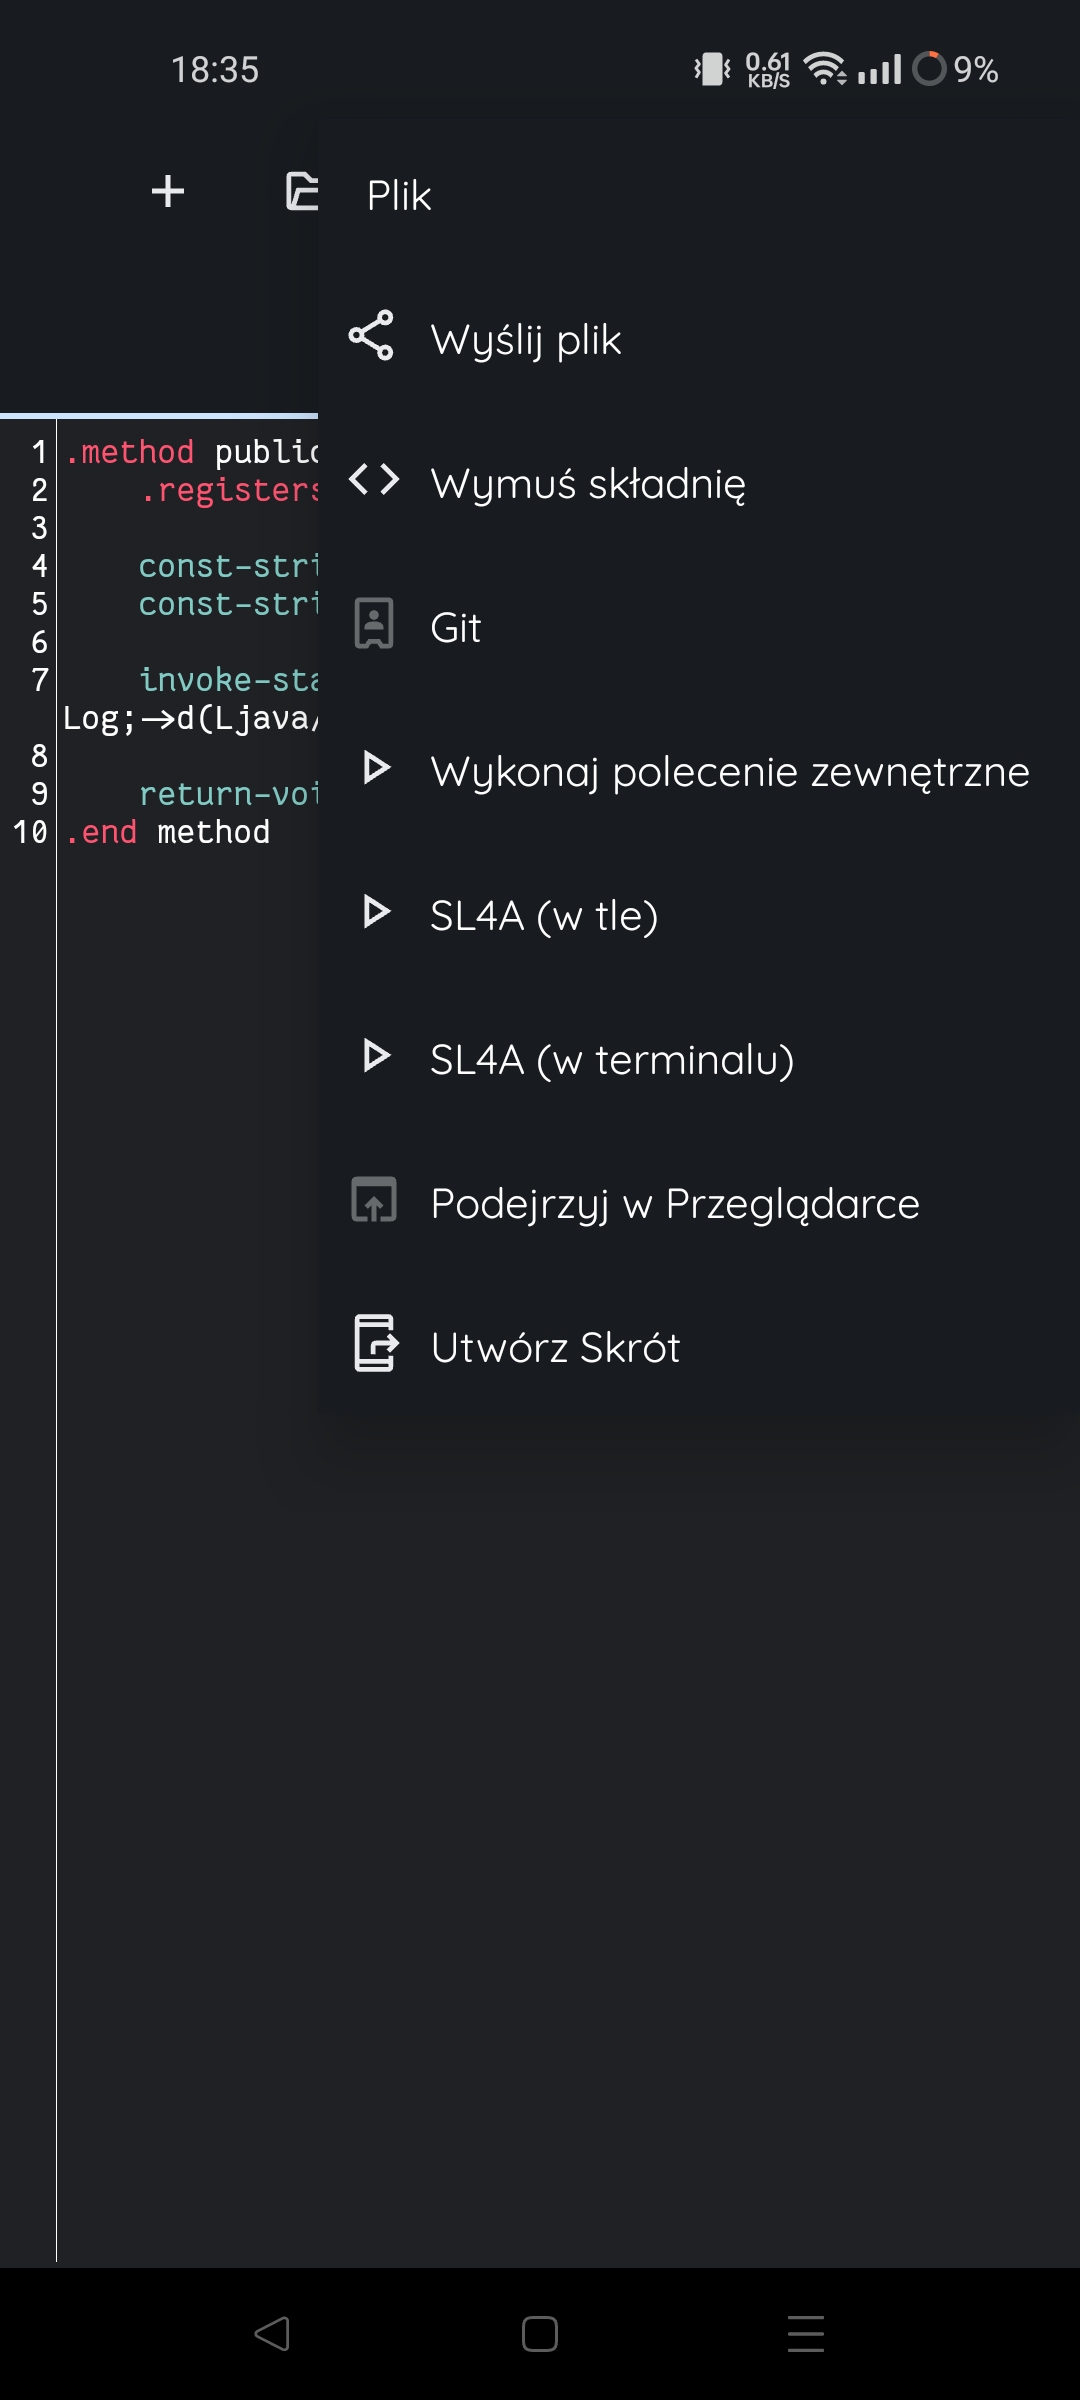 18:35
0.61
KB/S
9%
Plik
Wyślij plik
Wymuś składnię
Git
Wykonaj polecenie zewnętrzne
SL4A (w tle)
SL4A (w terminalu)
Podejrzyj w Przeglądarce
Utwórz Skrót
1 .method public
2 .registers
3
4 const-stri
5 const-stri
6
7 invoke-sta
Log;->d(Ljava/
8
9 return-voi
10 .end method